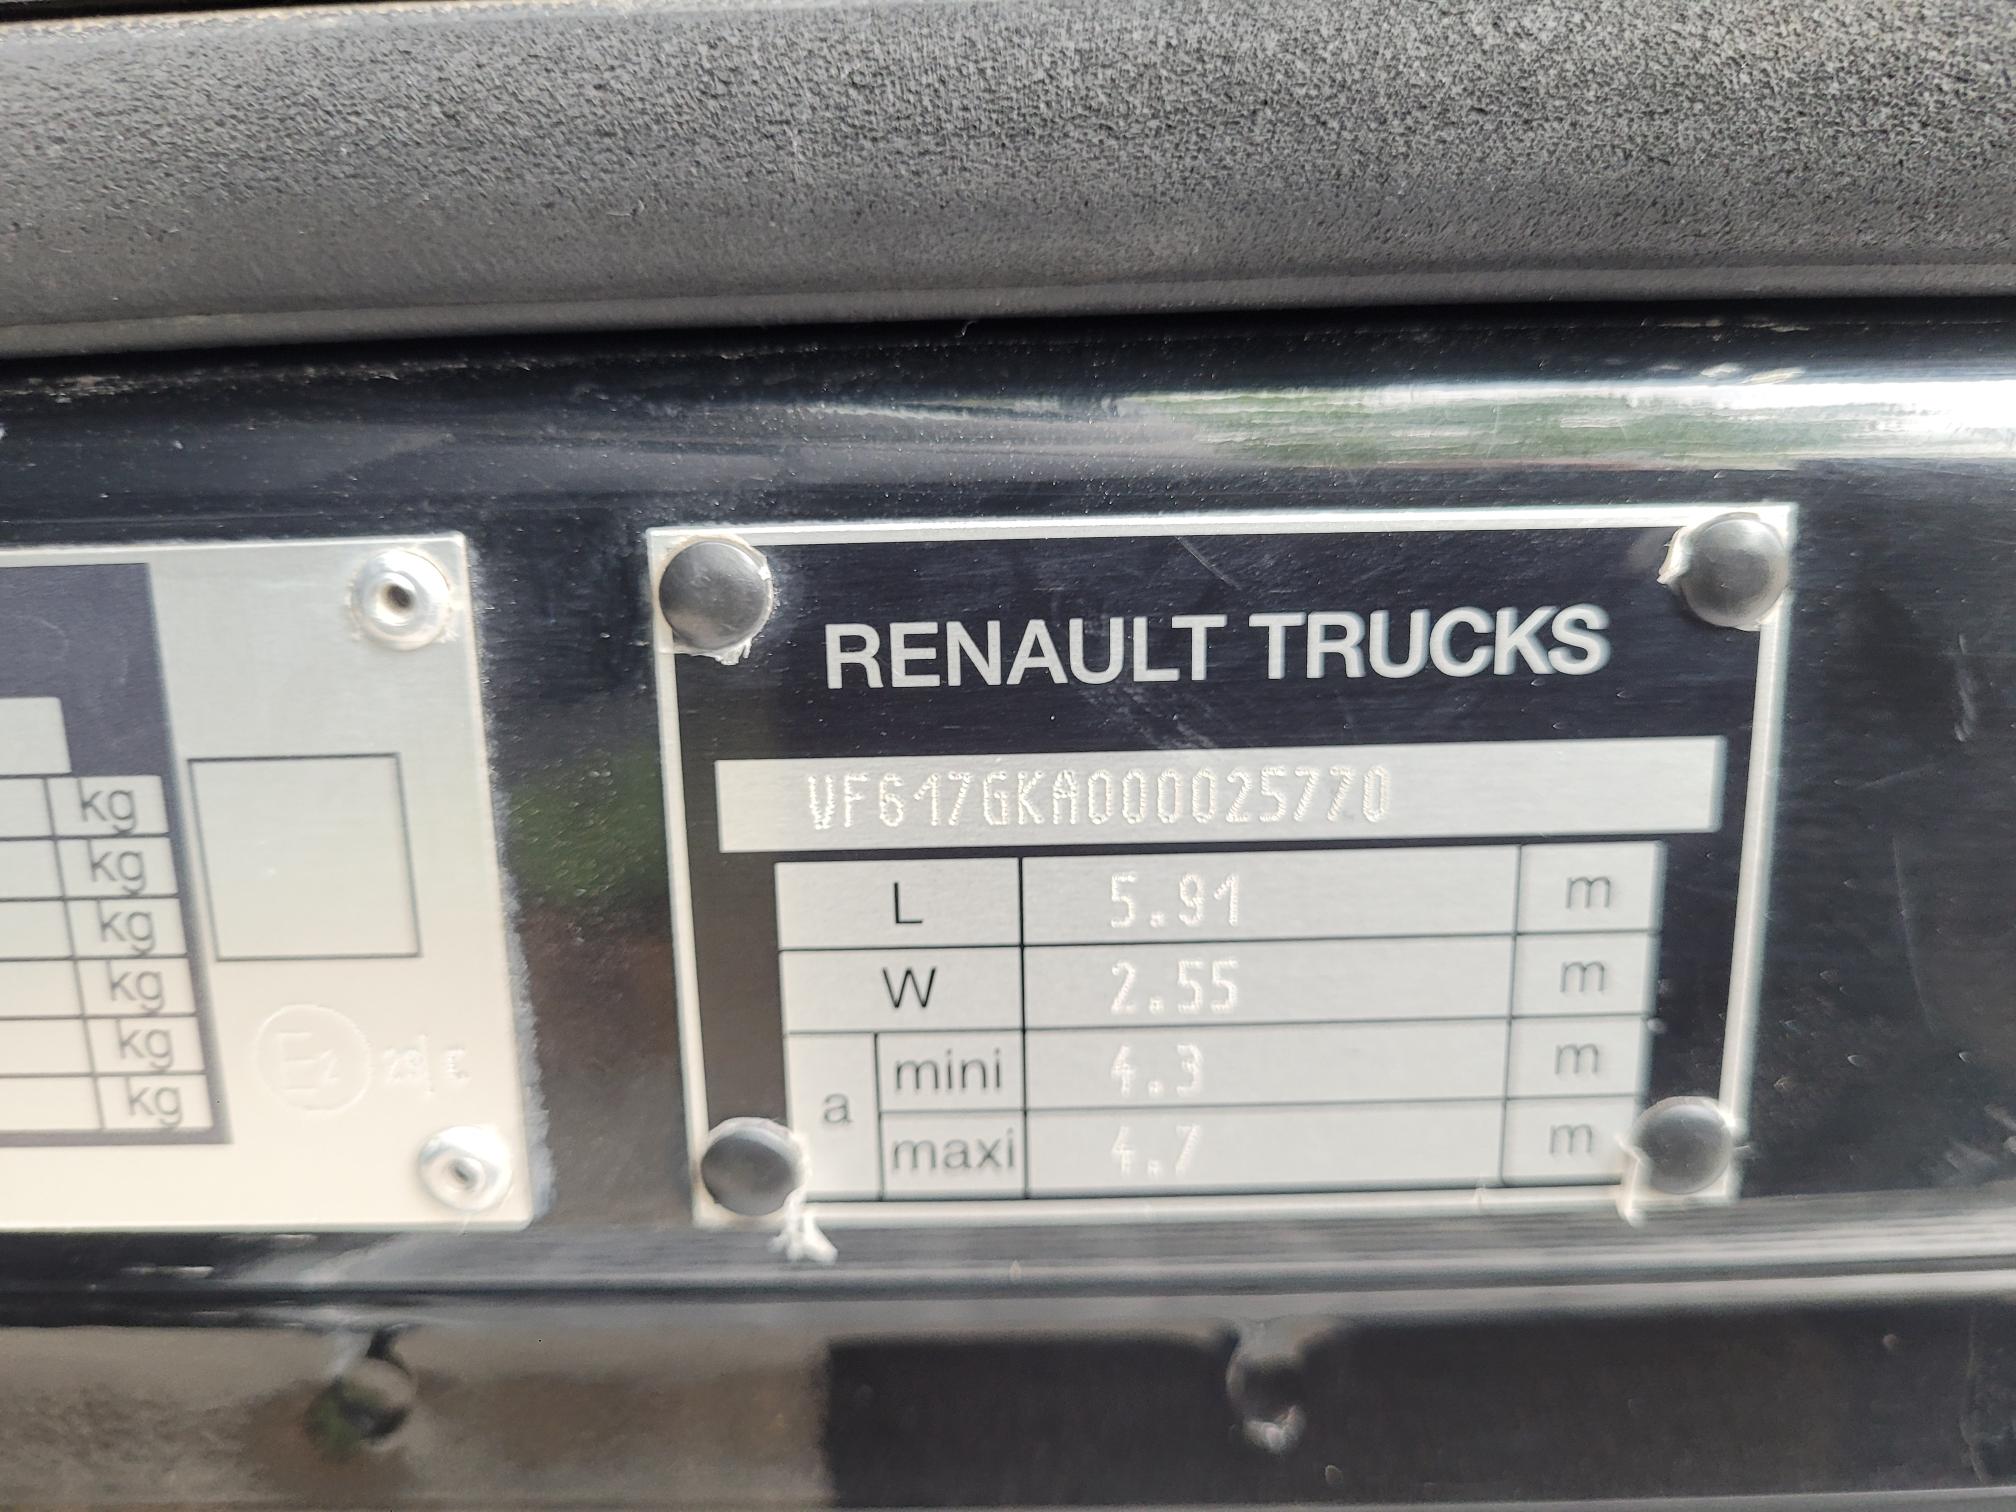 RENAULT TRUCKS
VF617GKA000025770
L 5.91 m
W 2.55 m
a mini 4.3 m
maxi 4.7 m
kg
kg
kg
kg
kg
kg